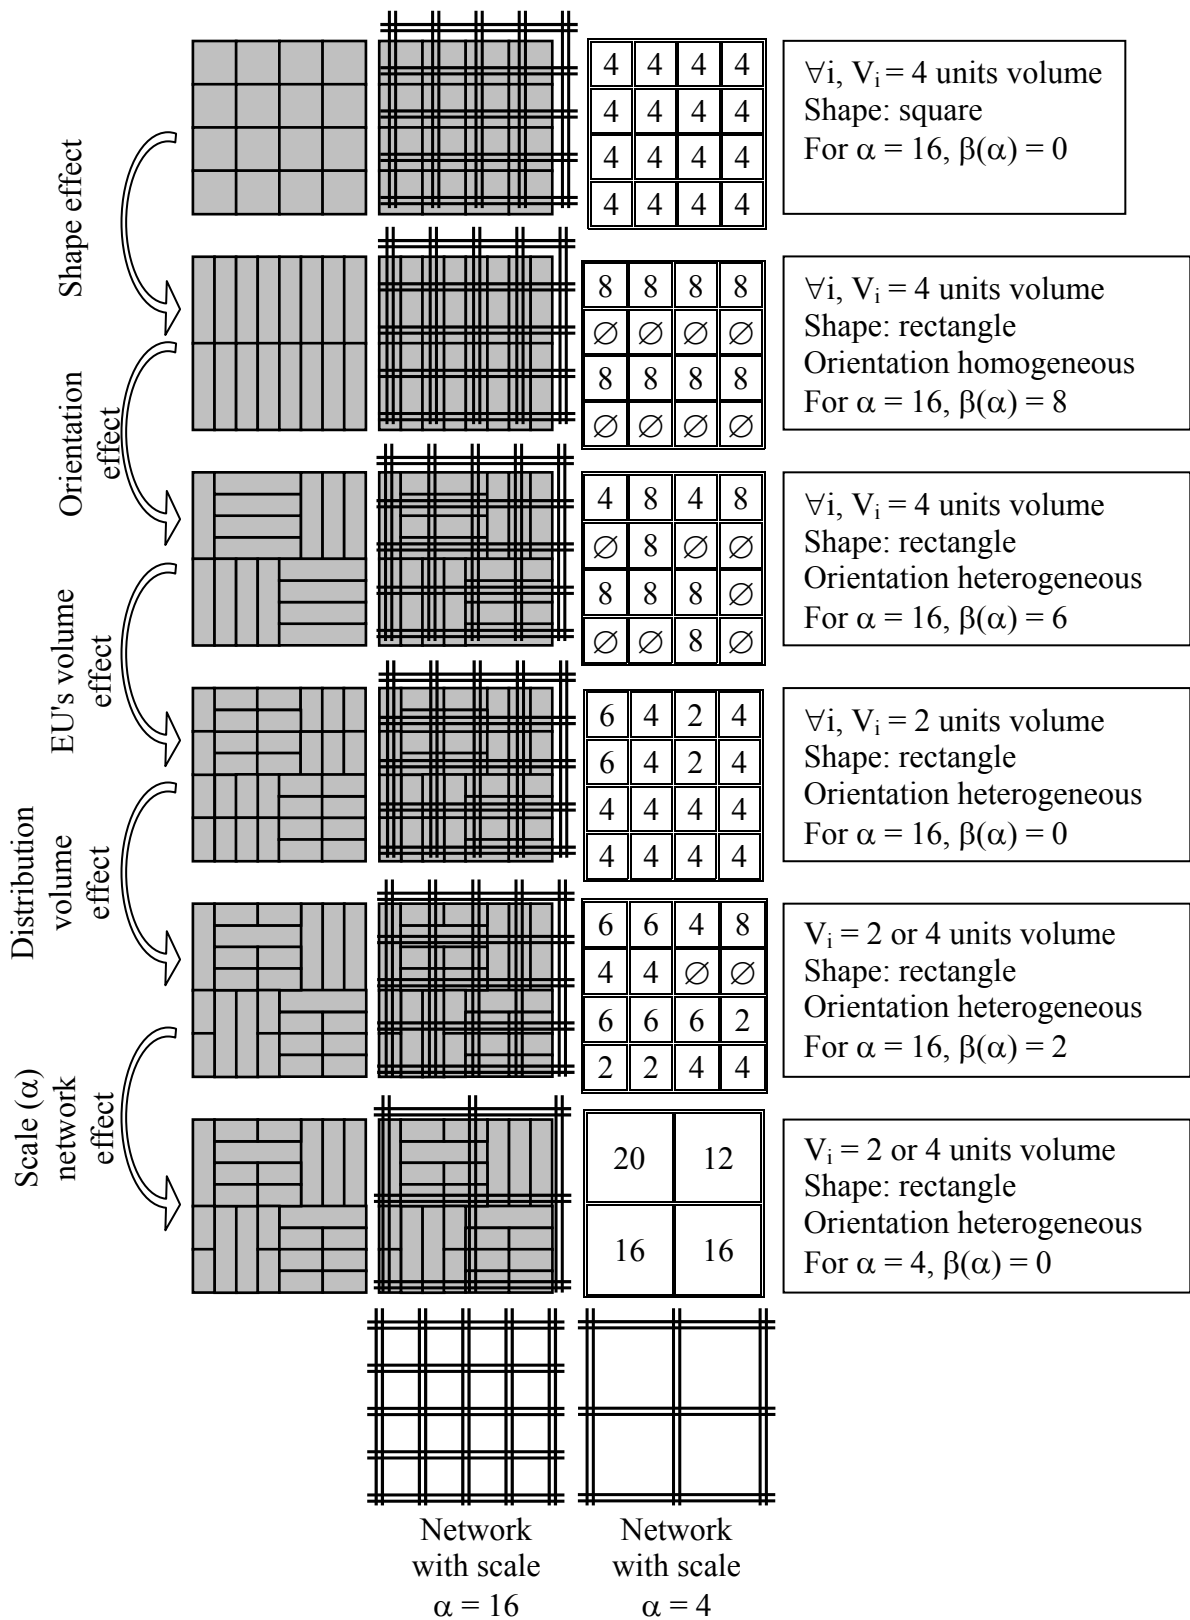 4 4 4 4
4 4 4 4
4 4 4 4
4 4 4 4
∀i, Vi = 4 units volume
Shape: square
For α = 16, β(α) = 0
Shape effect
8 8 8 8
∅ ∅ ∅ ∅
8 8 8 8
∅ ∅ ∅ ∅
∀i, Vi = 4 units volume
Shape: rectangle
Orientation homogeneous
For α = 16, β(α) = 8
Orientation
effect
4 8 4 8
∅ 8 ∅ ∅
8 8 8 ∅
∅ ∅ 8 ∅
∀i, Vi = 4 units volume
Shape: rectangle
Orientation heterogeneous
For α = 16, β(α) = 6
EU's volume
effect
6 4 2 4
6 4 2 4
4 4 4 4
4 4 4 4
∀i, Vi = 2 units volume
Shape: rectangle
Orientation heterogeneous
For α = 16, β(α) = 0
Distribution
volume
effect
6 6 4 8
4 4 ∅ ∅
6 6 6 2
2 2 4 4
Vi = 2 or 4 units volume
Shape: rectangle
Orientation heterogeneous
For α = 16, β(α) = 2
Scale (α)
network
effect
20 12
16 16
Vi = 2 or 4 units volume
Shape: rectangle
Orientation heterogeneous
For α = 4, β(α) = 0
Network
with scale
α = 16
Network
with scale
α = 4